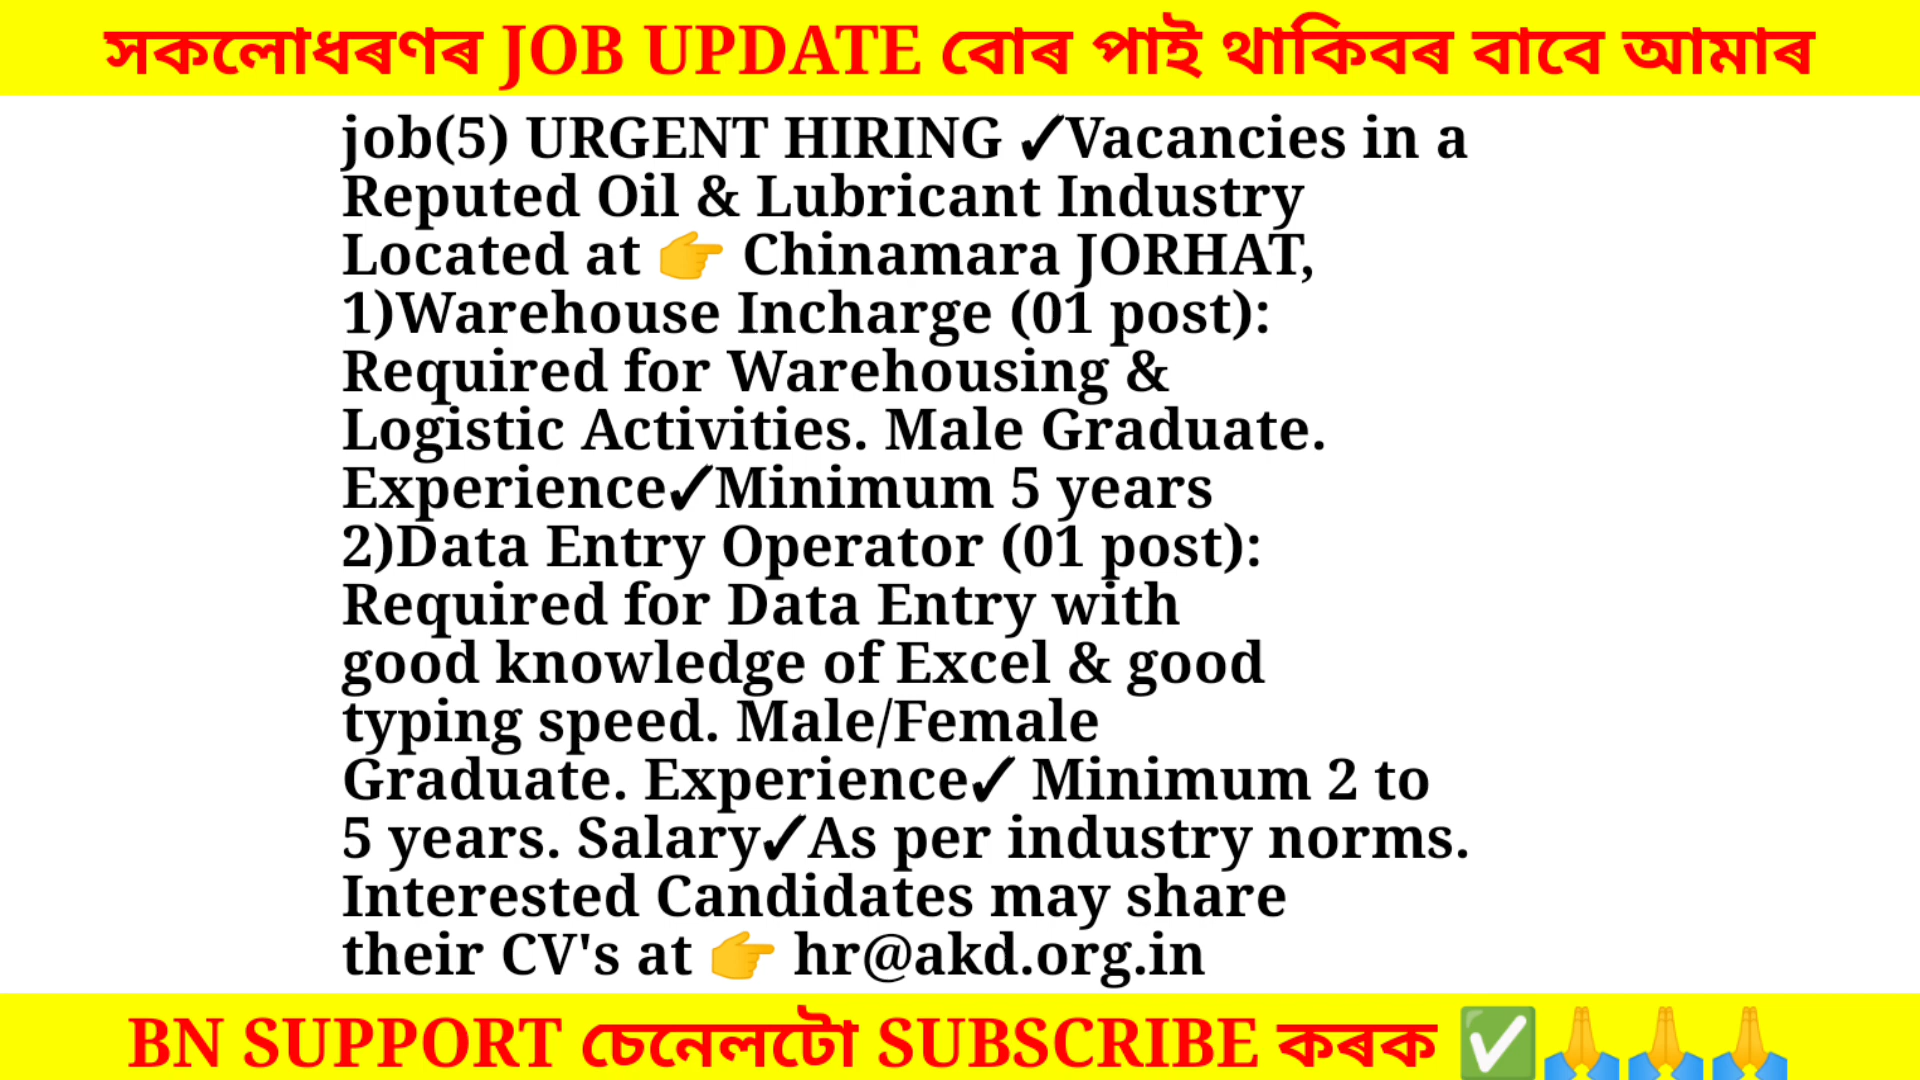 সকলোধৰণৰ JOB UPDATE বোৰ পাই থাকিবৰ বাবে আমাৰ
job(5) URGENT HIRING ✓Vacancies in a
Reputed Oil & Lubricant Industry
Located at 👉 Chinamara JORHAT,
1)Warehouse Incharge (01 post):
Required for Warehousing &
Logistic Activities. Male Graduate.
Experience✓Minimum 5 years
2)Data Entry Operator (01 post):
Required for Data Entry with
good knowledge of Excel & good
typing speed. Male/Female
Graduate. Experience✓ Minimum 2 to
5 years. Salary✓As per industry norms.
Interested Candidates may share
their CV's at 👉 hr@akd.org.in
BN SUPPORT চেনেলটো SUBSCRIBE কৰক ✅🙏🙏🙏